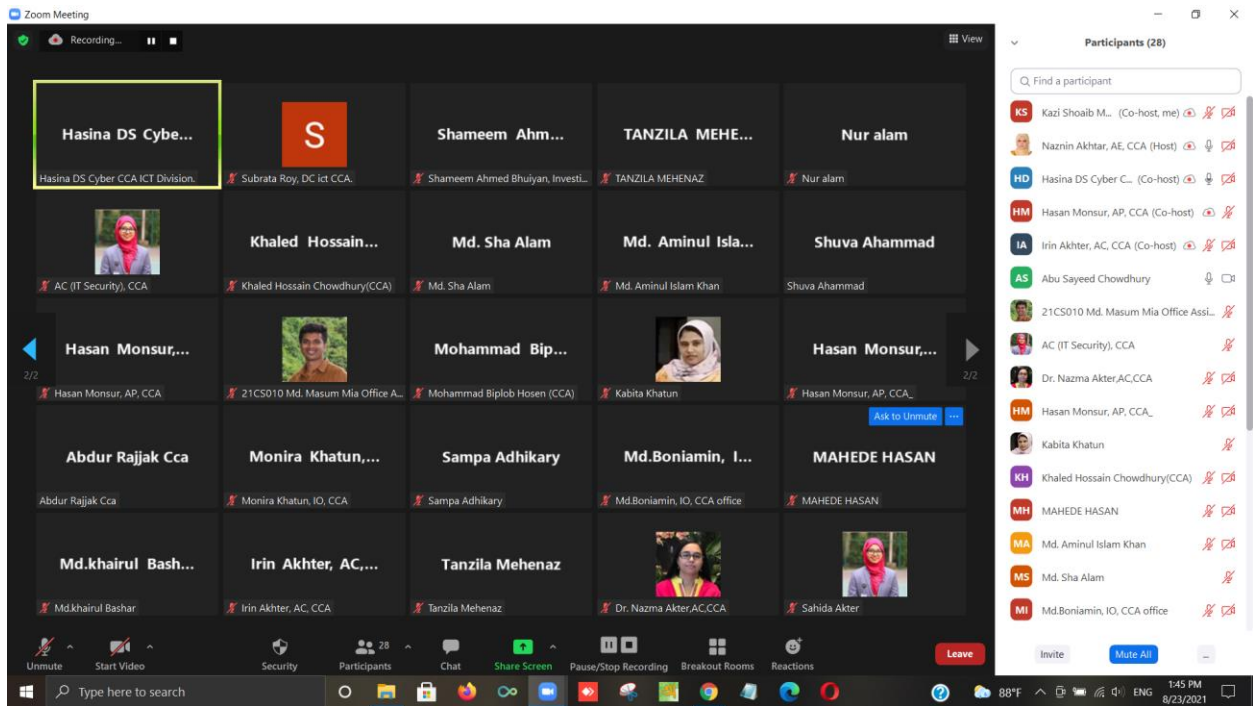 Zoom Meeting
Recording...
View
Hasina DS Cybe...
Hasina DS Cyber CCA ICT Division.
S
Subrata Roy, DC ict CCA.
Shameem Ahm...
Shameem Ahmed Bhuiyan, Investi...
TANZILA MEHE...
TANZILA MEHENAZ
Nur alam
Nur alam
AC (IT Security), CCA
Khaled Hossain...
Khaled Hossain Chowdhury(CCA)
Md. Sha Alam
Md. Sha Alam
Md. Aminul Isla...
Md. Aminul Islam Khan
Shuva Ahammad
Shuva Ahammad
2/2
Hasan Monsur,...
Hasan Monsur, AP, CCA
21CS010 Md. Masum Mia Office A...
Mohammad Bip...
Mohammad Biplob Hosen (CCA)
Kabita Khatun
Hasan Monsur,...
Hasan Monsur, AP, CCA_
2/2
Abdur Rajjak Cca
Abdur Rajjak Cca
Monira Khatun,...
Monira Khatun, IO, CCA
Sampa Adhikary
Sampa Adhikary
Md.Boniamin, I...
Md.Boniamin, IO, CCA office
Ask to Unmute ...
MAHEDE HASAN
MAHEDE HASAN
Md.khairul Bash...
Md.khairul Bashar
Irin Akhter, AC,...
Irin Akhter, AC, CCA
Tanzila Mehenaz
Tanzila Mehenaz
Dr. Nazma Akter,AC,CCA
Sahida Akter
Unmute
Start Video
Security
28
Participants
Chat
Share Screen
Pause/Stop Recording
Breakout Rooms
Reactions
Leave
Participants (28)
Find a participant
KS Kazi Shoaib M... (Co-host, me)
Naznin Akhtar, AE, CCA (Host)
HD Hasina DS Cyber C... (Co-host)
HM Hasan Monsur, AP, CCA (Co-host)
IA Irin Akhter, AC, CCA (Co-host)
AS Abu Sayeed Chowdhury
21CS010 Md. Masum Mia Office Assi...
AC (IT Security), CCA
Dr. Nazma Akter,AC,CCA
HM Hasan Monsur, AP, CCA_
Kabita Khatun
KH Khaled Hossain Chowdhury(CCA)
MH MAHEDE HASAN
MA Md. Aminul Islam Khan
MS Md. Sha Alam
MI Md.Boniamin, IO, CCA office
Invite
Mute All
...
Type here to search
88°F
ENG
1:45 PM
8/23/2021